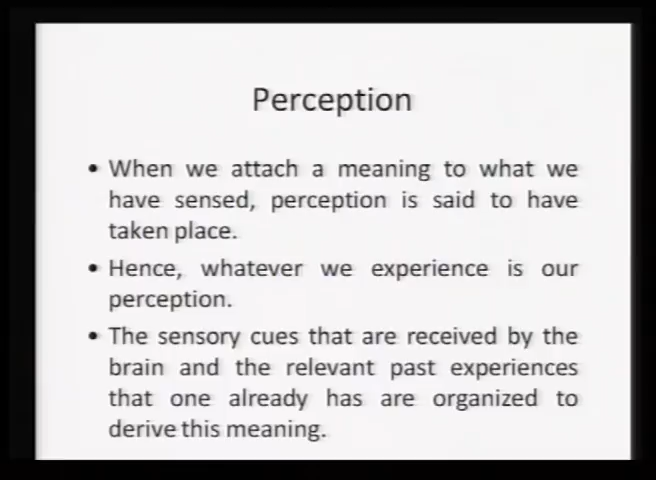 Perception
• When we attach a meaning to what we
have sensed, perception is said to have
taken place.
• Hence, whatever we experience is our
perception.
• The sensory cues that are received by the
brain and the relevant past experiences
that one already has are organized to
derive this meaning.